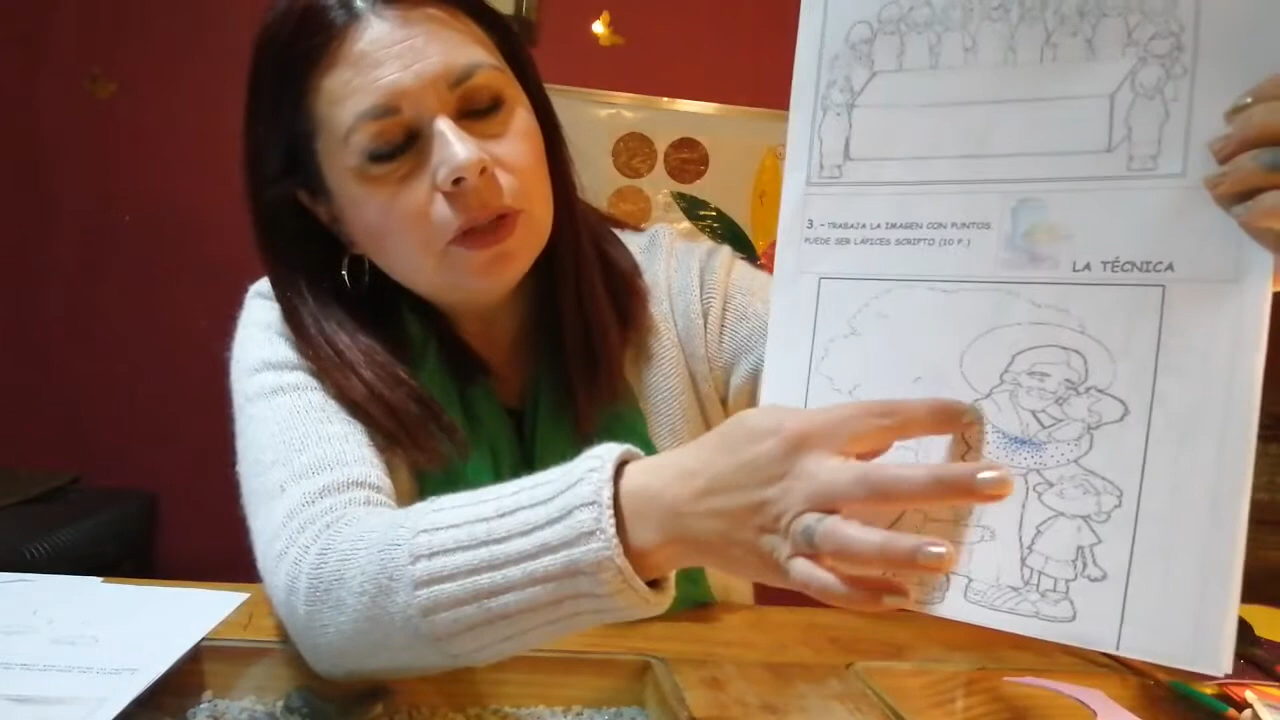 3.- TRABAJA LA IMAGEN CON PUNTOS
PUEDE SER LÁPICES SCRIPTO (10 P.)
LA TÉCNICA